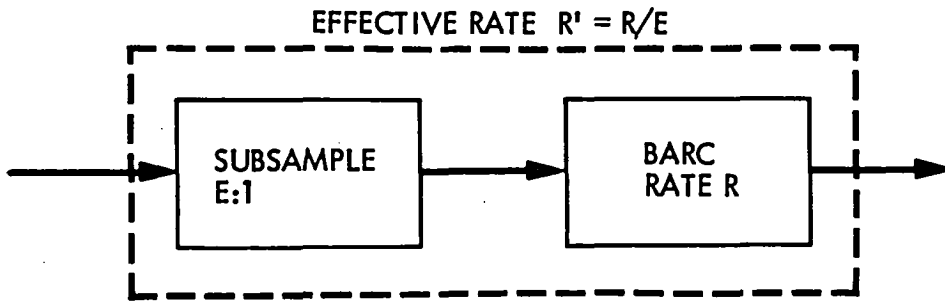 EFFECTIVE RATE R' = R/E
SUBSAMPLE
E:1
BARC
RATE R